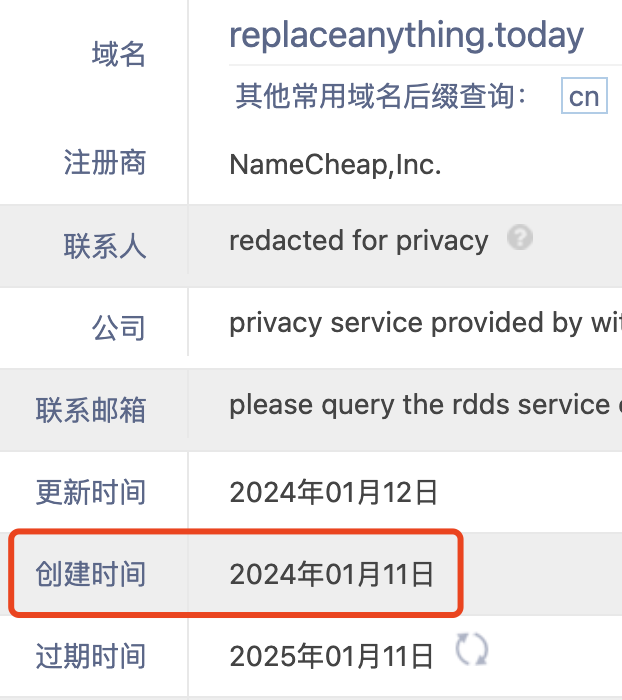 域名 replaceanything.today
其他常用域名后缀查询： cn
注册商 NameCheap,Inc.
联系人 redacted for privacy ?
公司 privacy service provided by
联系邮箱 please query the rdds service
更新时间 2024年01月12日
创建时间 2024年01月11日
过期时间 2025年01月11日